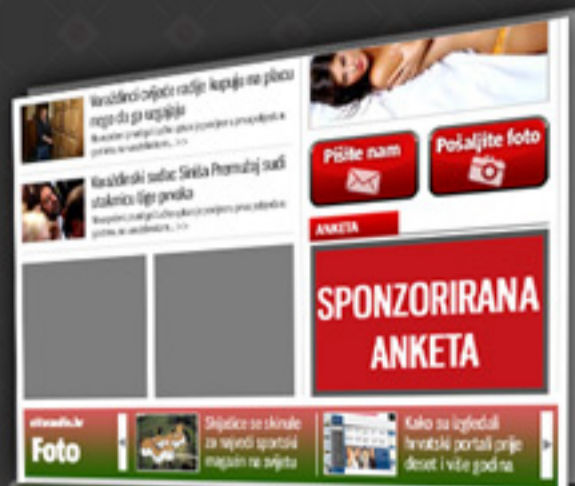 Varaždinci cvijeće radije kupuju na placu
nego da ga uzgajaju
Varaždinski sudac Siniša Premužaj sudi
utakmicu lige prvaka
Pišite nam
Pošaljite foto
ANKETA
SPONZORIRANA
ANKETA
Foto
Skijašice se skinule
za najveći sportski
magazin na svijetu
Kako su izgledali
hrvatski portali prije
deset i više godina